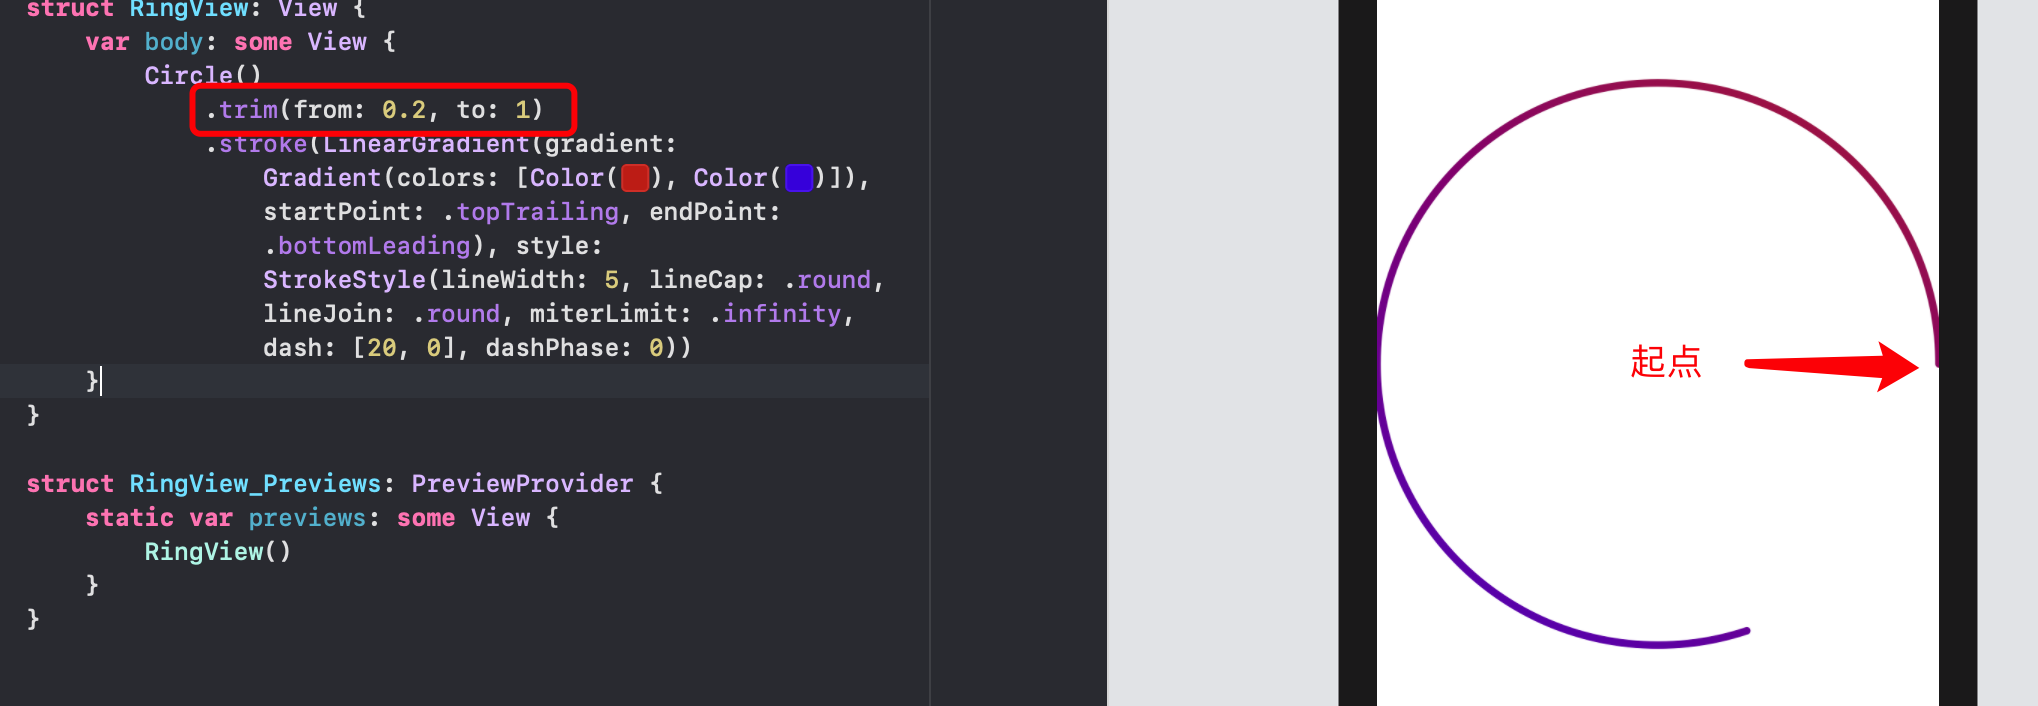 struct RingView: View {
var body: some View {
Circle()
.trim(from: 0.2, to: 1)
.stroke(LinearGradient(gradient:
Gradient(colors: [Color(), Color()]),
startPoint: .topTrailing, endPoint:
.bottomLeading), style:
StrokeStyle(lineWidth: 5, lineCap: .round,
lineJoin: .round, miterLimit: .infinity,
dash: [20, 0], dashPhase: 0))
}
}
struct RingView_Previews: PreviewProvider {
static var previews: some View {
RingView()
}
}
起点